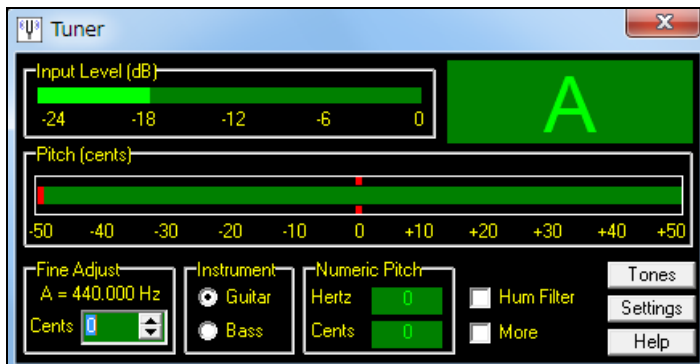 Tuner
Input Level (dB)
-24 -18 -12 -6 0
A
Pitch (cents)
-50 -40 -30 -20 -10 0 +10 +20 +30 +40 +50
Fine Adjust
A = 440.000 Hz
Cents 0
Instrument
Guitar
Bass
Numeric Pitch
Hertz 0
Cents 0
Hum Filter
More
Tones
Settings
Help